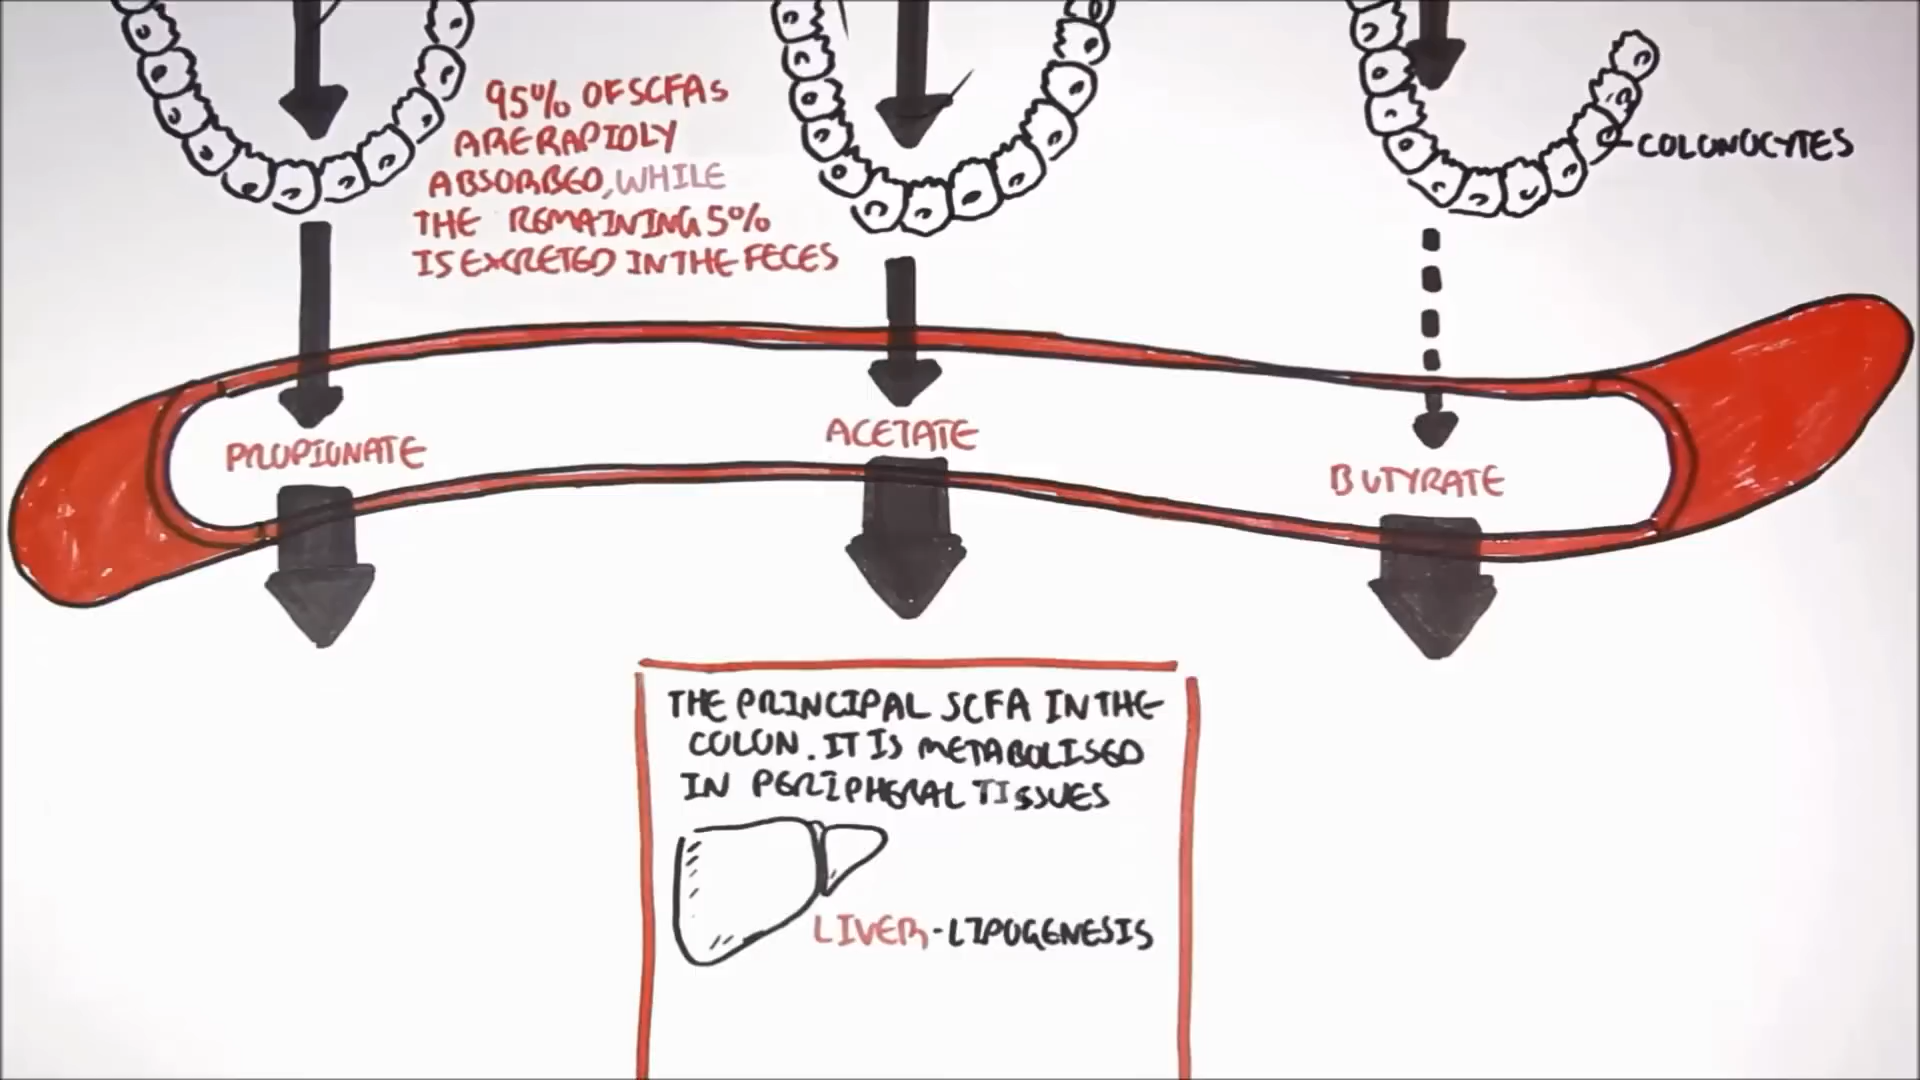 95% OF SCFAS
ARE RAPIDLY
ABSORBED, WHILE
THE REMAINING 5%
IS EXCRETED IN THE FECES
COLONOCYTES
PROPIONATE
ACETATE
BUTYRATE
THE PRINCIPAL SCFA IN THE
COLON. IT IS METABOLISED
IN PERIPHERAL TISSUES
LIVER - LIPOGENESIS